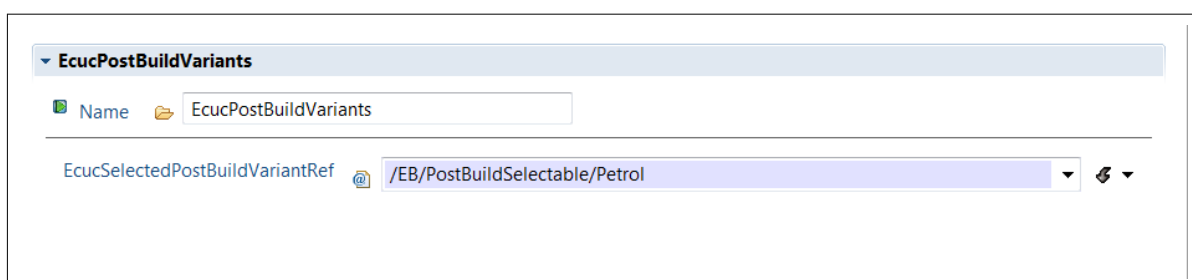 EcucPostBuildVariants
Name EcucPostBuildVariants
EcucSelectedPostBuildVariantRef /EB/PostBuildSelectable/Petrol